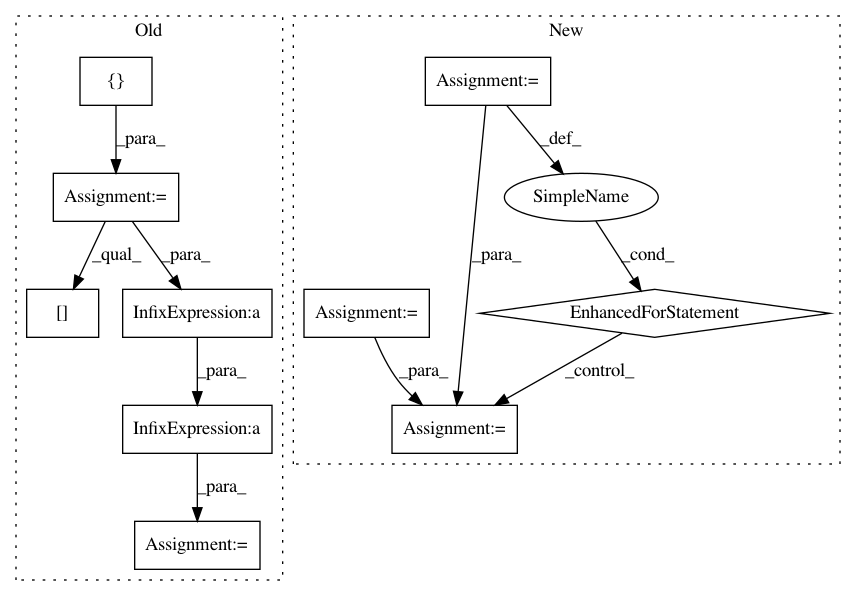 Old
New
{}
Assignment:=
_para_
_def_
Assignment:=
SimpleName
_qual_
_para_
_para_
_cond_
[]
InfixExpression:a
Assignment:=
EnhancedForStatement
_para_
_para_
_control_
InfixExpression:a
Assignment:=
_para_
Assignment:=